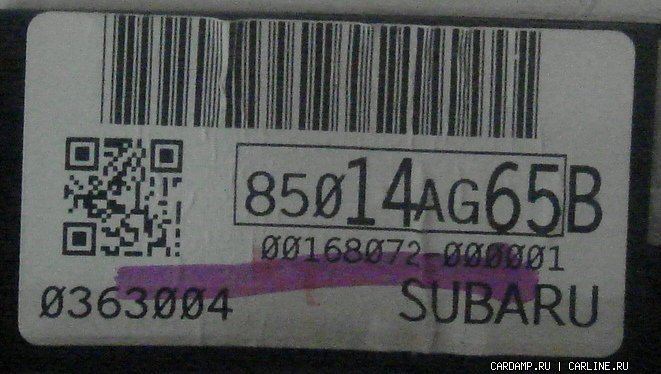 85014AG65B
00168072-000001
0363004 SUBARU
CARDAMP.RU | CARLINE.RU